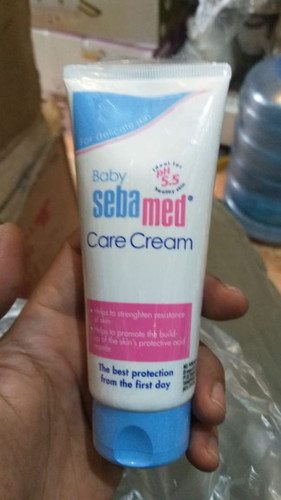 For delicate skin
Baby
sebamed®
ideal for
pH
5.5
healthy skin
Care Cream
• Helps to strengthen resistance
of skin
• Helps to promote the build
up of the skin's protective acid
mantle
The best protection
from the first day